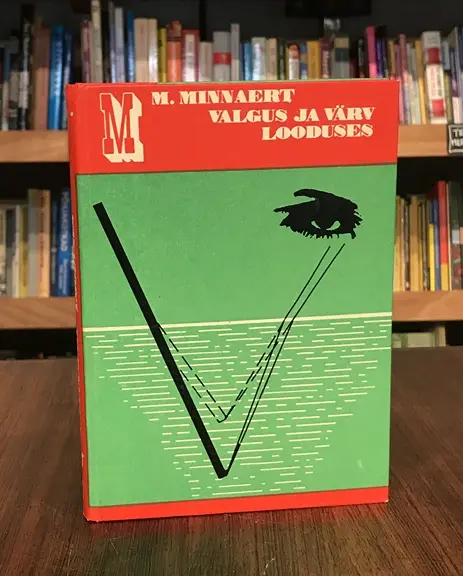 M
M. MINNAERT
VALGUS JA VÄRV
LOODUSES